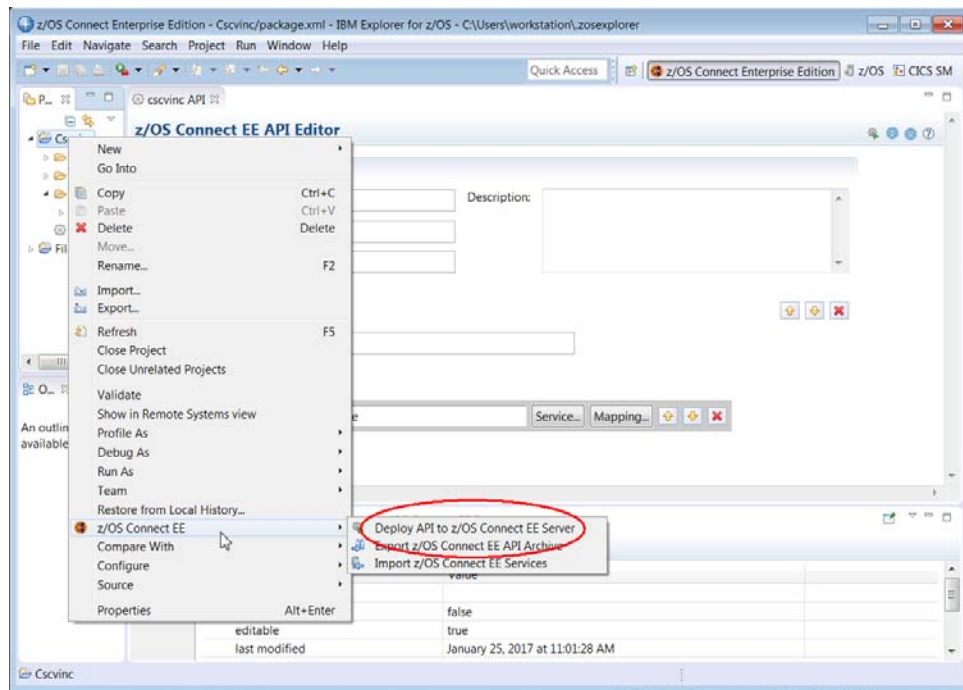 z/OS Connect Enterprise Edition - Cscvinc/package.xml - IBM Explorer for z/OS - C:\Users\workstation\.zosexplorer
File Edit Navigate Search Project Run Window Help
Quick Access z/OS Connect Enterprise Edition z/OS CICS SM
P... cscvinc API
z/OS Connect EE API Editor
Cs
Description:
Fil
New
Go Into
Copy Ctrl+C
Paste Ctrl+V
Delete Delete
Move...
Rename... F2
Import...
Export...
Refresh F5
Close Project
Close Unrelated Projects
O...
Validate
Show in Remote Systems view
e Service... Mapping...
An outlin
available
Profile As
Debug As
Run As
Team
Restore from Local History...
z/OS Connect EE
Deploy API to z/OS Connect EE Server
Compare With
Export z/OS Connect EE API Archive
Configure
Import z/OS Connect EE Services
Source
Value
Properties Alt+Enter
false
editable true
last modified January 25, 2017 at 11:01:28 AM
Cscvinc